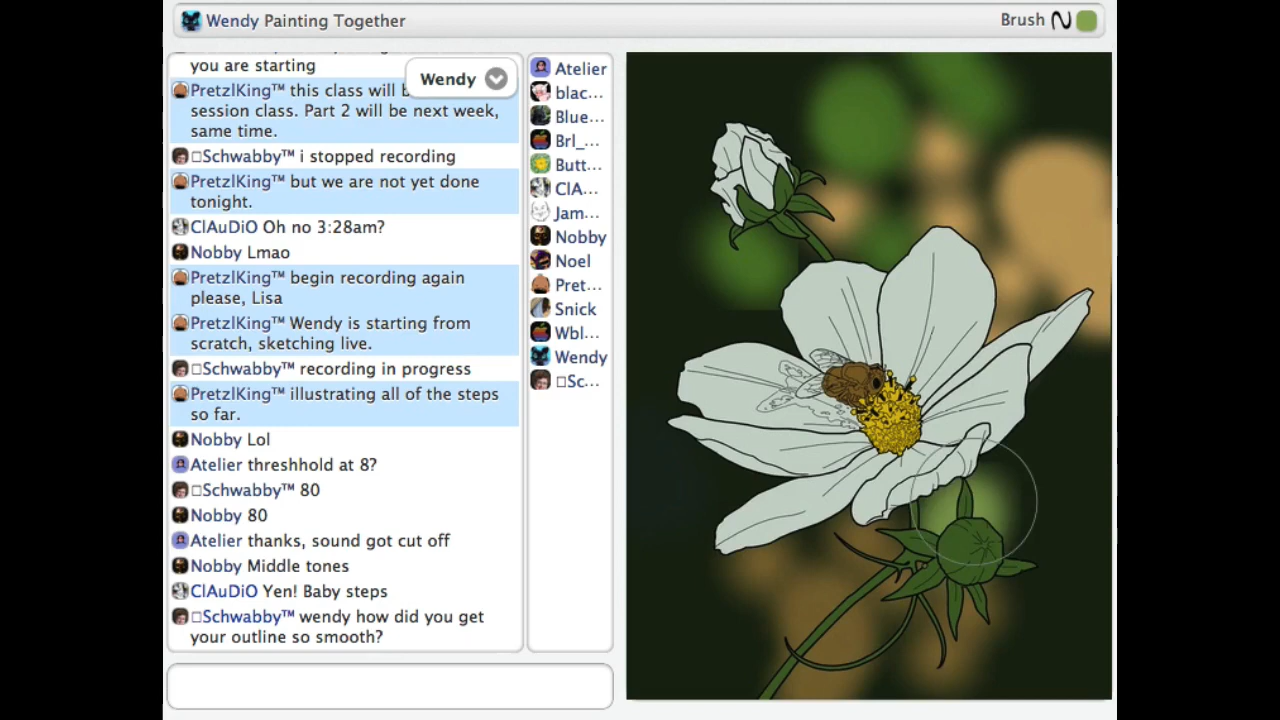 Wendy Painting Together
Brush
you are starting
Wendy
PretzlKing™ this class will b
session class. Part 2 will be next week,
same time.
Schwabby™ i stopped recording
PretzlKing™ but we are not yet done
tonight.
ClAuDiO Oh no 3:28am?
Nobby Lmao
PretzlKing™ begin recording again
please, Lisa
PretzlKing™ Wendy is starting from
scratch, sketching live.
Schwabby™ recording in progress
PretzlKing™ illustrating all of the steps
so far.
Nobby Lol
Atelier threshhold at 8?
Schwabby™ 80
Nobby 80
Atelier thanks, sound got cut off
Nobby Middle tones
ClAuDiO Yen! Baby steps
Schwabby™ wendy how did you get
your outline so smooth?
Atelier
blac...
Blue...
Brl_...
Butt...
ClA...
Jam...
Nobby
Noel
Pret...
Snick
Wbl...
Wendy
Sc...